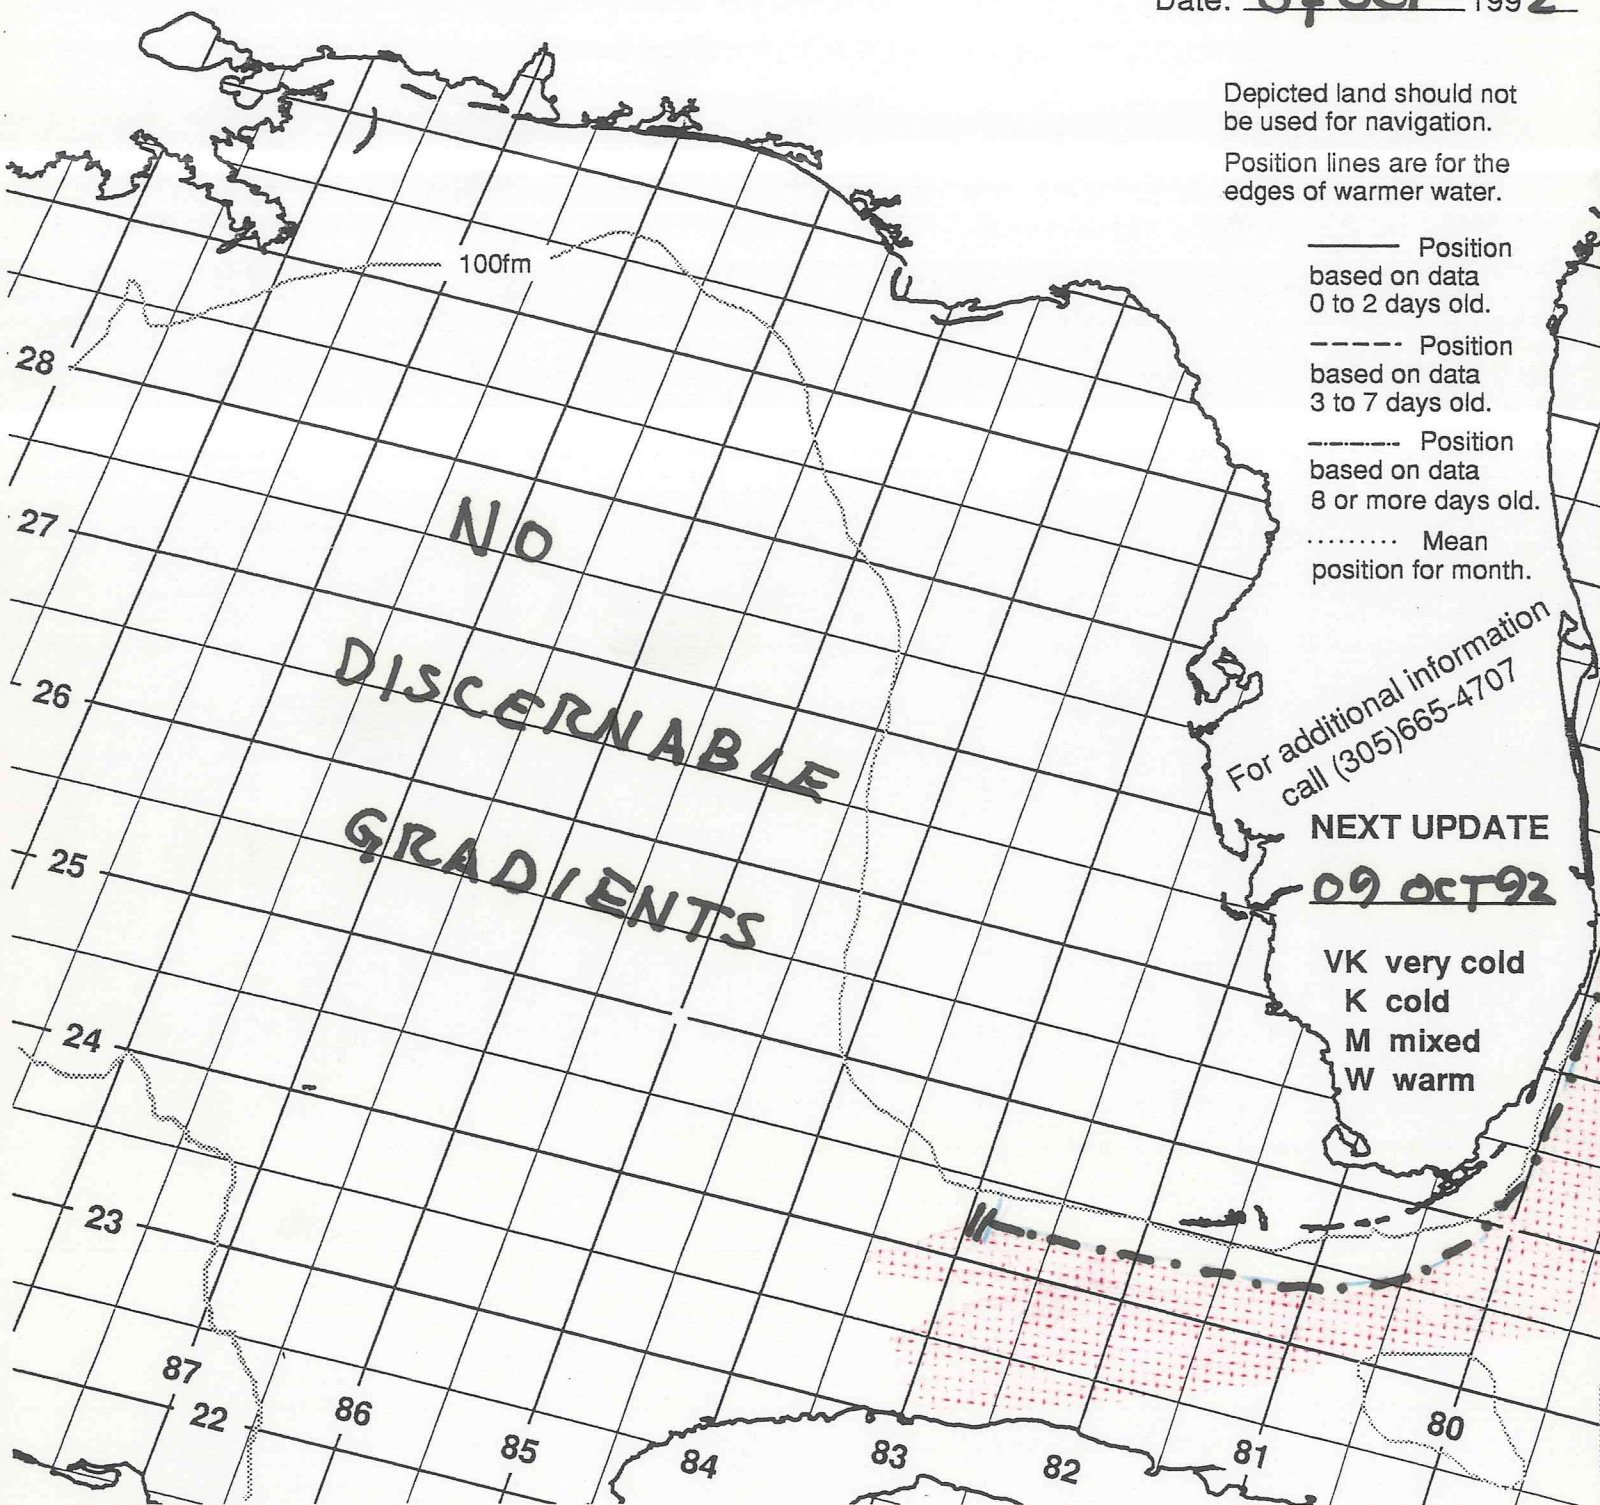 Date: 07 OCT 1992
Depicted land should not
be used for navigation.
Position lines are for the
edges of warmer water.
Position
based on data
0 to 2 days old.
Position
based on data
3 to 7 days old.
Position
based on data
8 or more days old.
Mean
position for month.
For additional information
call (305)665-4707
NEXT UPDATE
09 OCT 92
VK very cold
K cold
M mixed
W warm
100fm
NO
DISCERNABLE
GRADIENTS
28
27
26
25
24
23
22
87
86
85
84
83
82
81
80